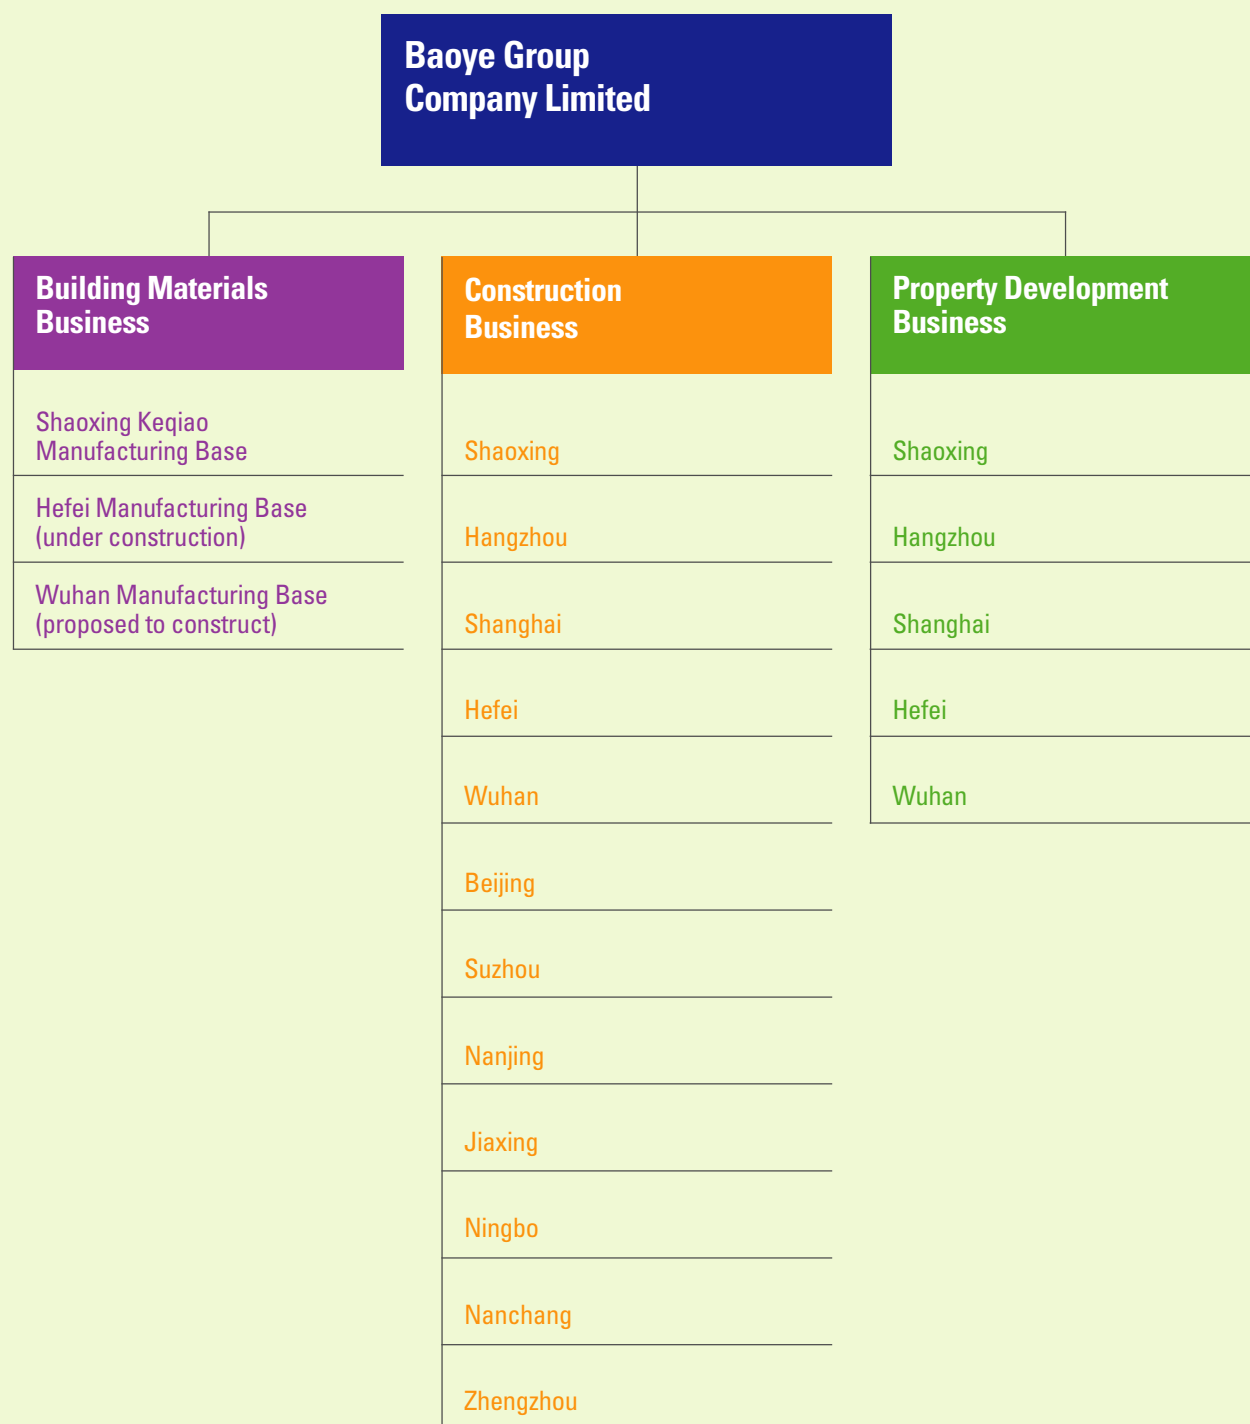 Baoye Group
Company Limited
Building Materials
Business
Shaoxing Keqiao
Manufacturing Base
Hefei Manufacturing Base
(under construction)
Wuhan Manufacturing Base
(proposed to construct)
Construction
Business
Shaoxing
Hangzhou
Shanghai
Hefei
Wuhan
Beijing
Suzhou
Nanjing
Jiaxing
Ningbo
Nanchang
Zhengzhou
Property Development
Business
Shaoxing
Hangzhou
Shanghai
Hefei
Wuhan